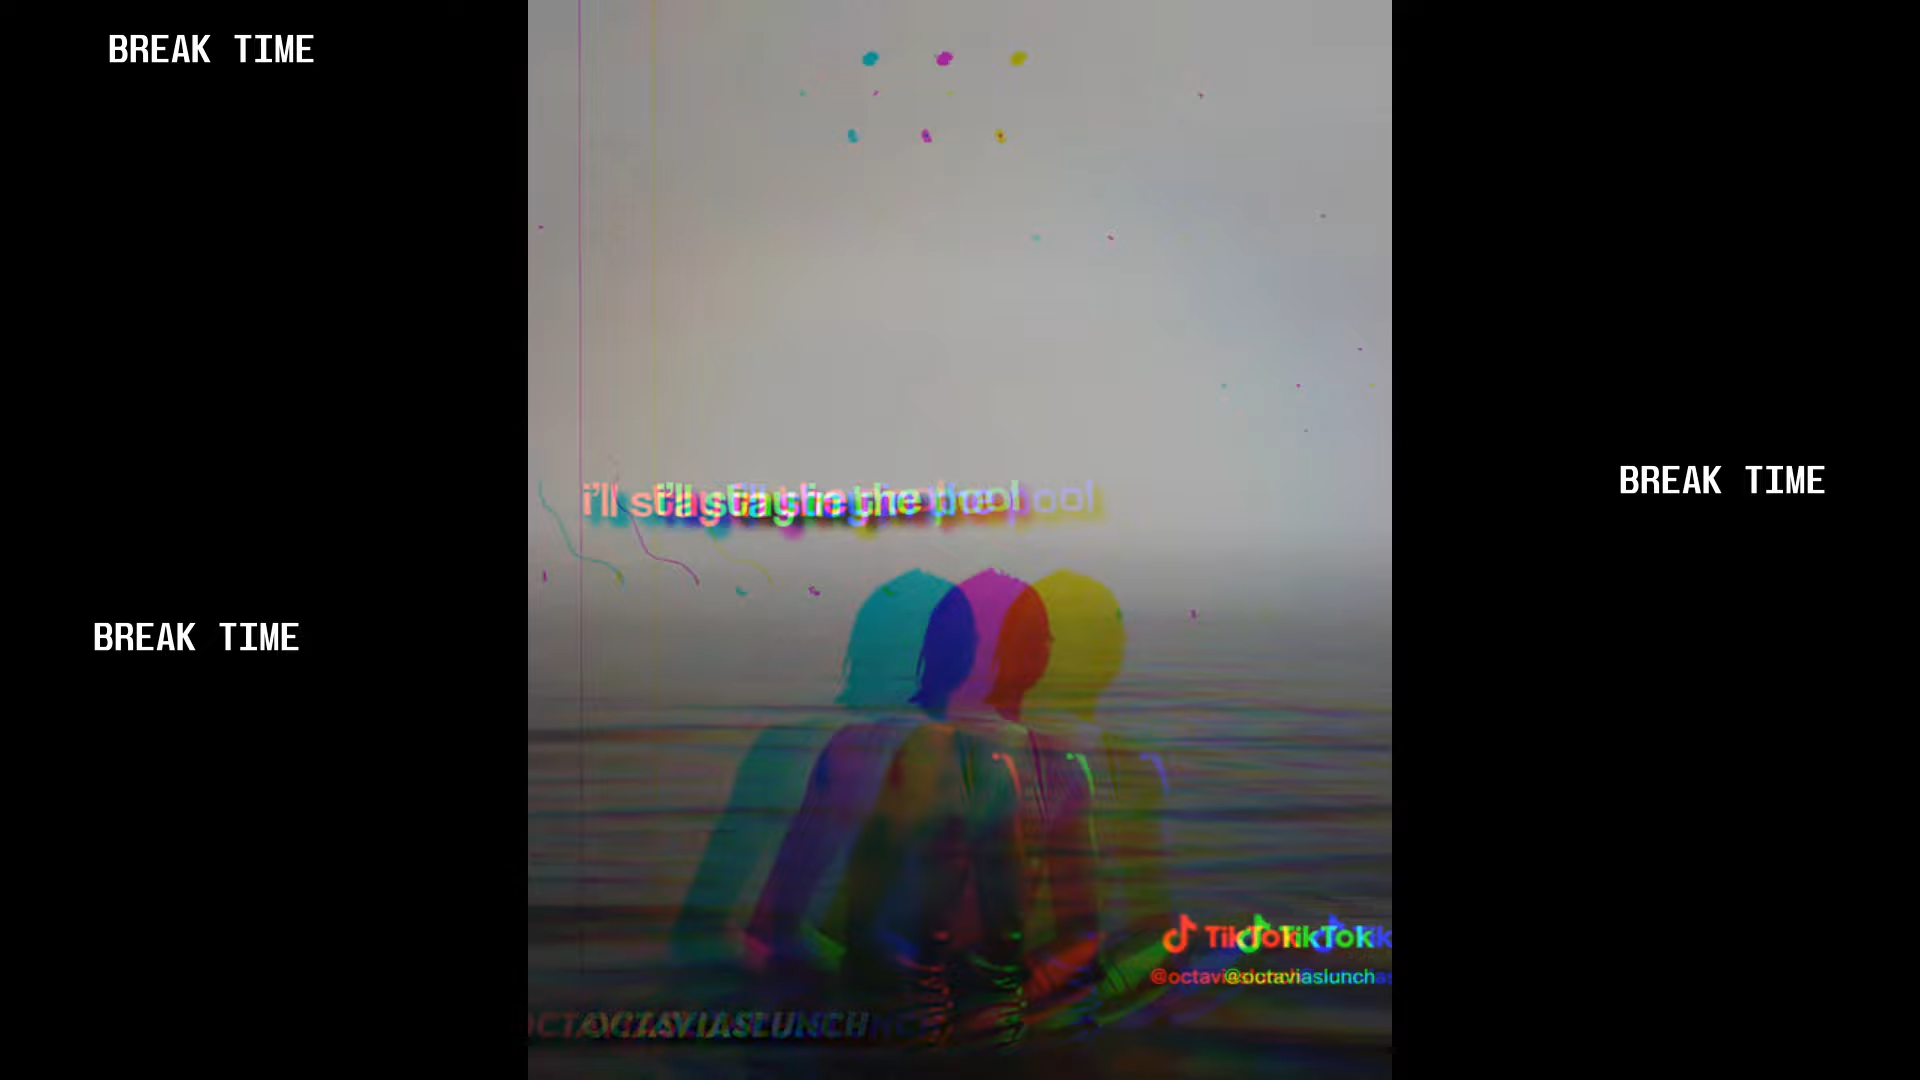 BREAK TIME
i'll stay in the pool
BREAK TIME
BREAK TIME
TikTok
@octaviaslunch
OCTAVIASLUNCH